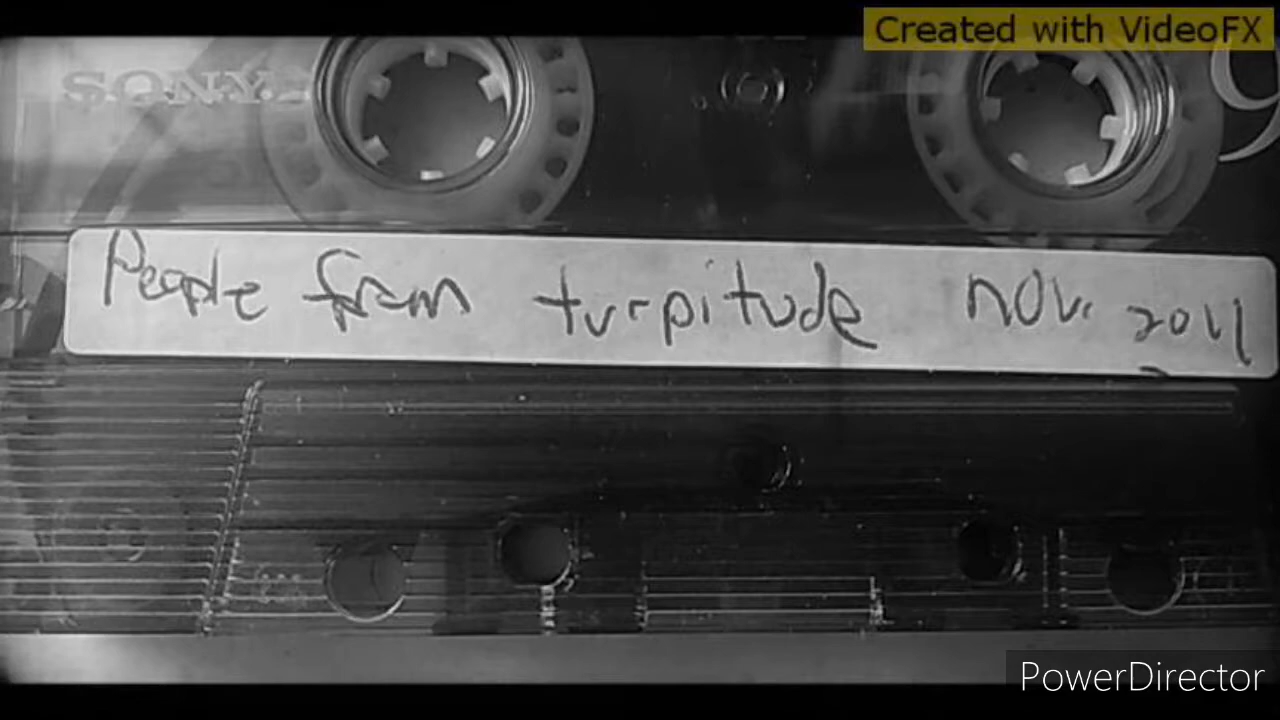 Created with VideoFX
SONY
People from turpitude nov. 2011
PowerDirector